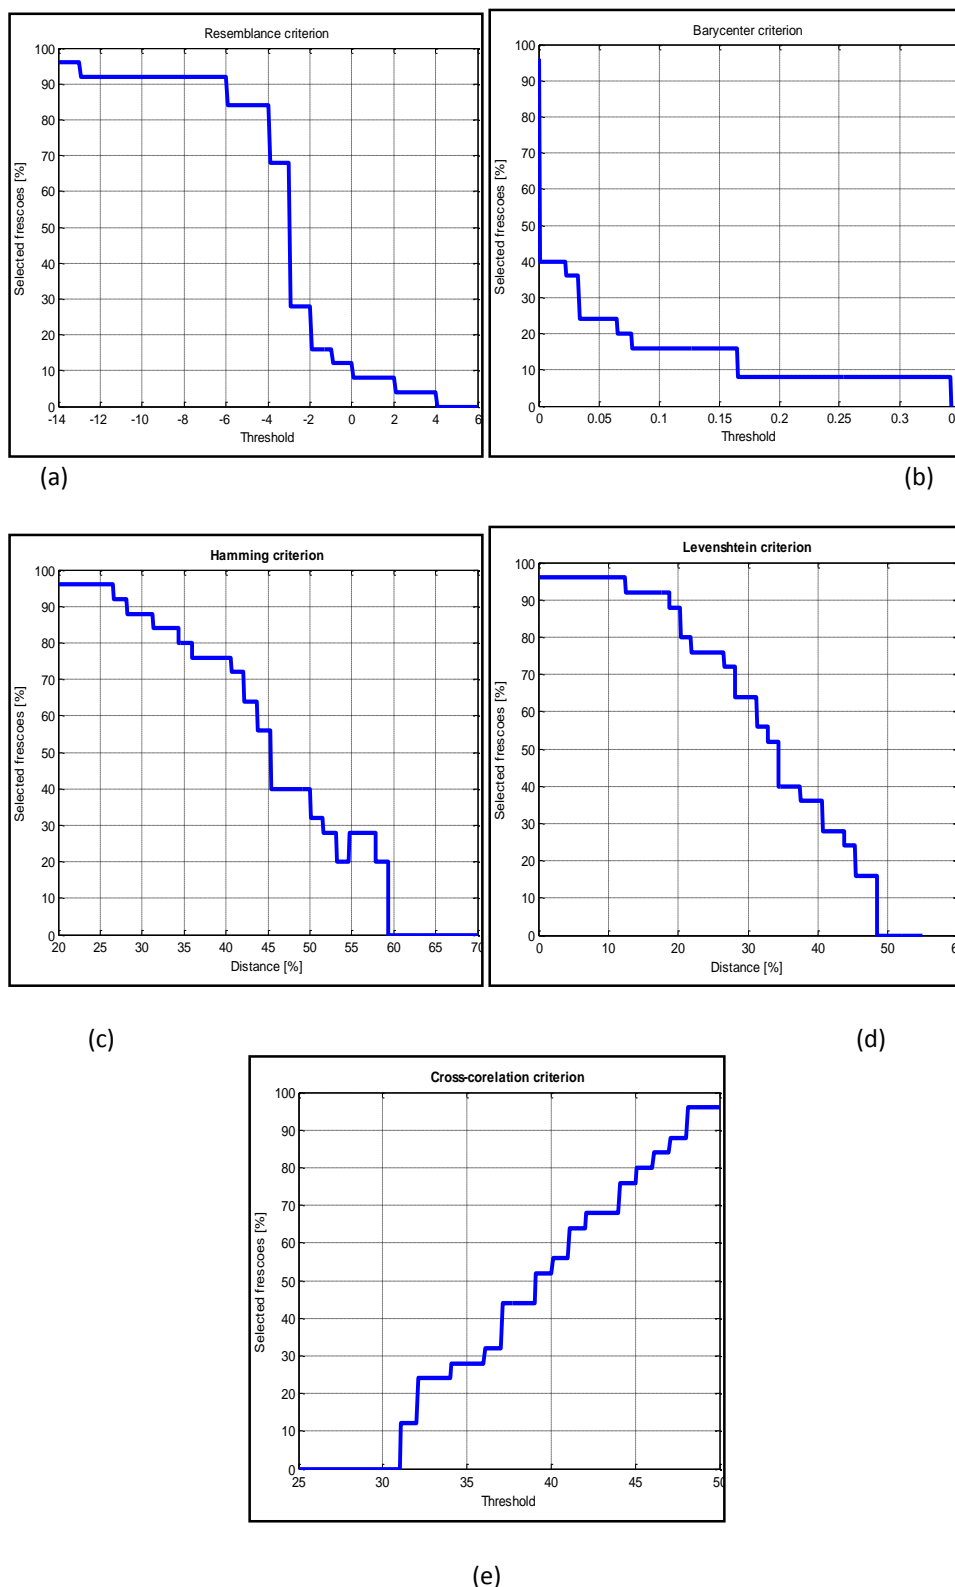 Resemblance criterion
Selected frescoes [%]
100
90
80
70
60
50
40
30
20
10
0
-14 -12 -10 -8 -6 -4 -2 0 2 4 6
Threshold
(a)
Barycenter criterion
Selected frescoes [%]
100
90
80
70
60
50
40
30
20
10
0
0 0.05 0.1 0.15 0.2 0.25 0.3 0
Threshold
(b)
Hamming criterion
Selected frescoes [%]
100
90
80
70
60
50
40
30
20
10
0
20 25 30 35 40 45 50 55 60 65 70
Distance [%]
(c)
Levenshtein criterion
Selected frescoes [%]
100
90
80
70
60
50
40
30
20
10
0
0 10 20 30 40 50 6
Distance [%]
(d)
Cross-corelation criterion
Selected frescoes [%]
100
90
80
70
60
50
40
30
20
10
0
25 30 35 40 45 50
Threshold
(e)